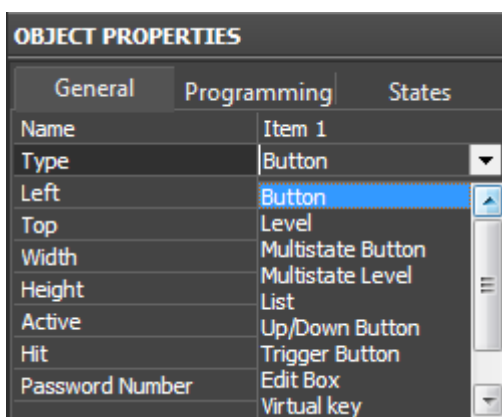 OBJECT PROPERTIES
General Programming States
Name Item 1
Type Button
Left Button
Top Level
Width Multistate Button
Height Multistate Level
Active List
Hit Up/Down Button
Password Number Trigger Button
Edit Box
Virtual key